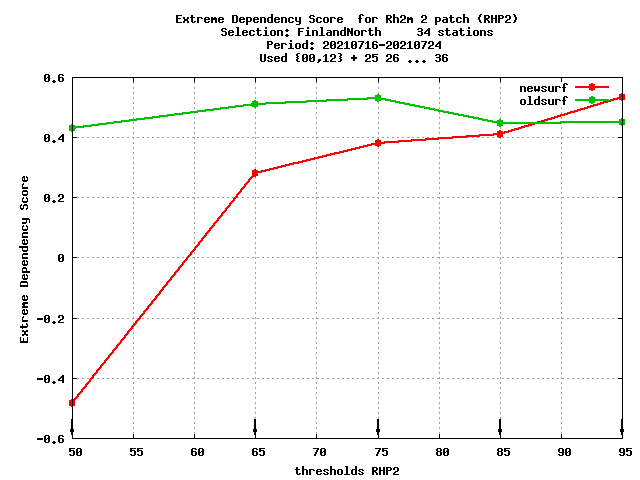 Extreme Dependency Score  for Rh2m 2 patch (RHP2)
Selection: FinlandNorth     34 stations
Period: 20210716-20210724
Used {00,12} + 25 26 ... 36
newsurf
oldsurf
0.6
0.4
0.2
0
-0.2
-0.4
-0.6
Extreme Dependency Score
50 55 60 65 70 75 80 85 90 95
thresholds RHP2